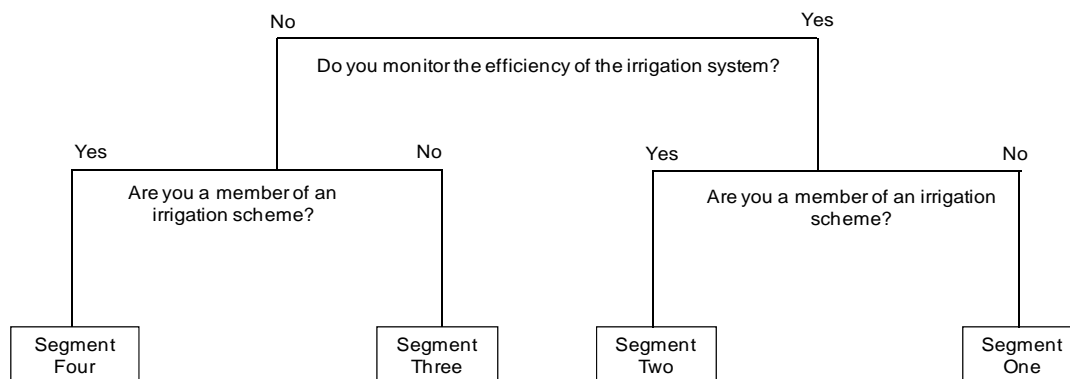 No
Yes
Do you monitor the efficiency of the irrigation system?
Yes
No
Yes
No
Are you a member of an
irrigation scheme?
Are you a member of an irrigation
scheme?
Segment
Four
Segment
Three
Segment
Two
Segment
One